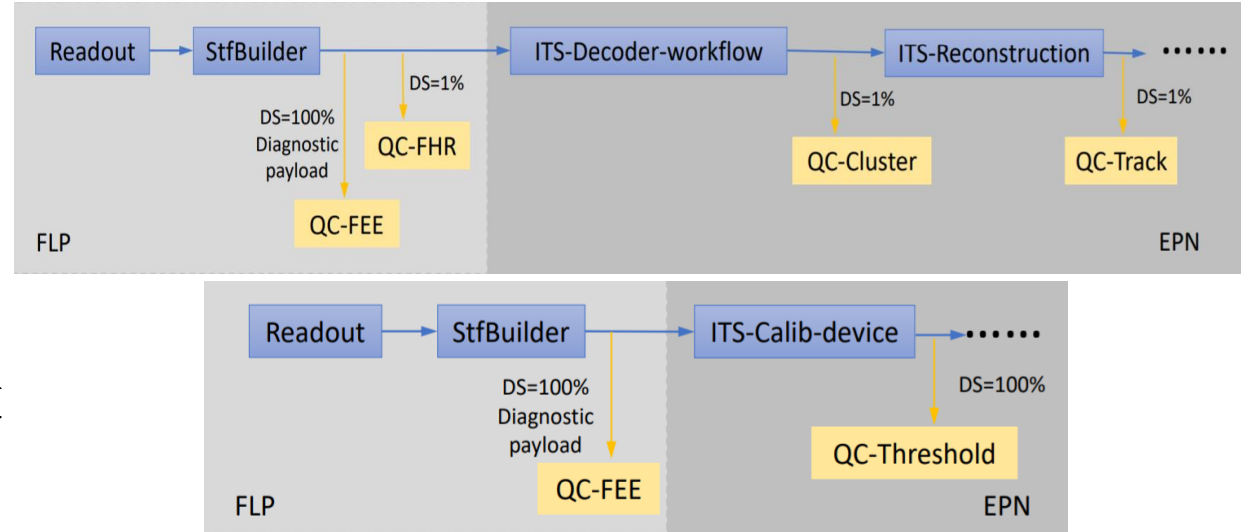 Readout
StfBuilder
ITS-Decoder-workflow
ITS-Reconstruction
......
DS=1%
DS=100%
Diagnostic
payload
QC-FHR
QC-FEE
DS=1%
QC-Cluster
DS=1%
QC-Track
FLP
EPN
Readout
StfBuilder
ITS-Calib-device
......
DS=100%
Diagnostic
payload
QC-FEE
DS=100%
QC-Threshold
FLP
EPN